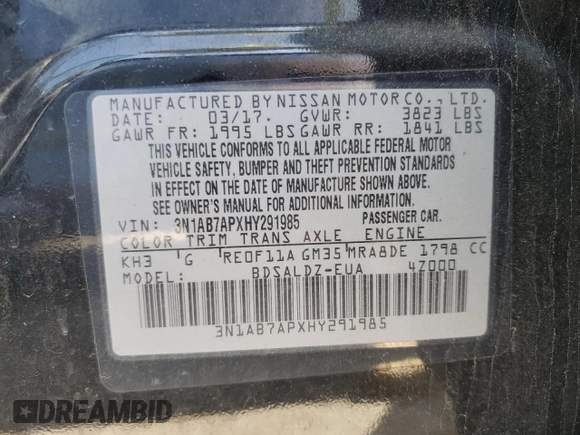 MANUFACTURED BY NISSAN MOTOR CO., LTD.
DATE: 03/17. GVWR: 3823 LBS
GAWR FR: 1995 LBS GAWR RR: 1841 LBS
THIS VEHICLE CONFORMS TO ALL APPLICABLE FEDERAL MOTOR
VEHICLE SAFETY, BUMPER AND THEFT PREVENTION STANDARDS
IN EFFECT ON THE DATE OF MANUFACTURE SHOWN ABOVE.
SEE OWNER'S MANUAL FOR ADDITIONAL INFORMATION.
VIN: 3N1AB7APXHY291985 PASSENGER CAR.
COLOR TRIM TRANS AXLE ENGINE
KH3 G RE0F11A GM35 MRA8DE 1798 CC
MODEL: BDSALDZ-EUA 4Z000
3N1AB7APXHY291985
DREAMBID